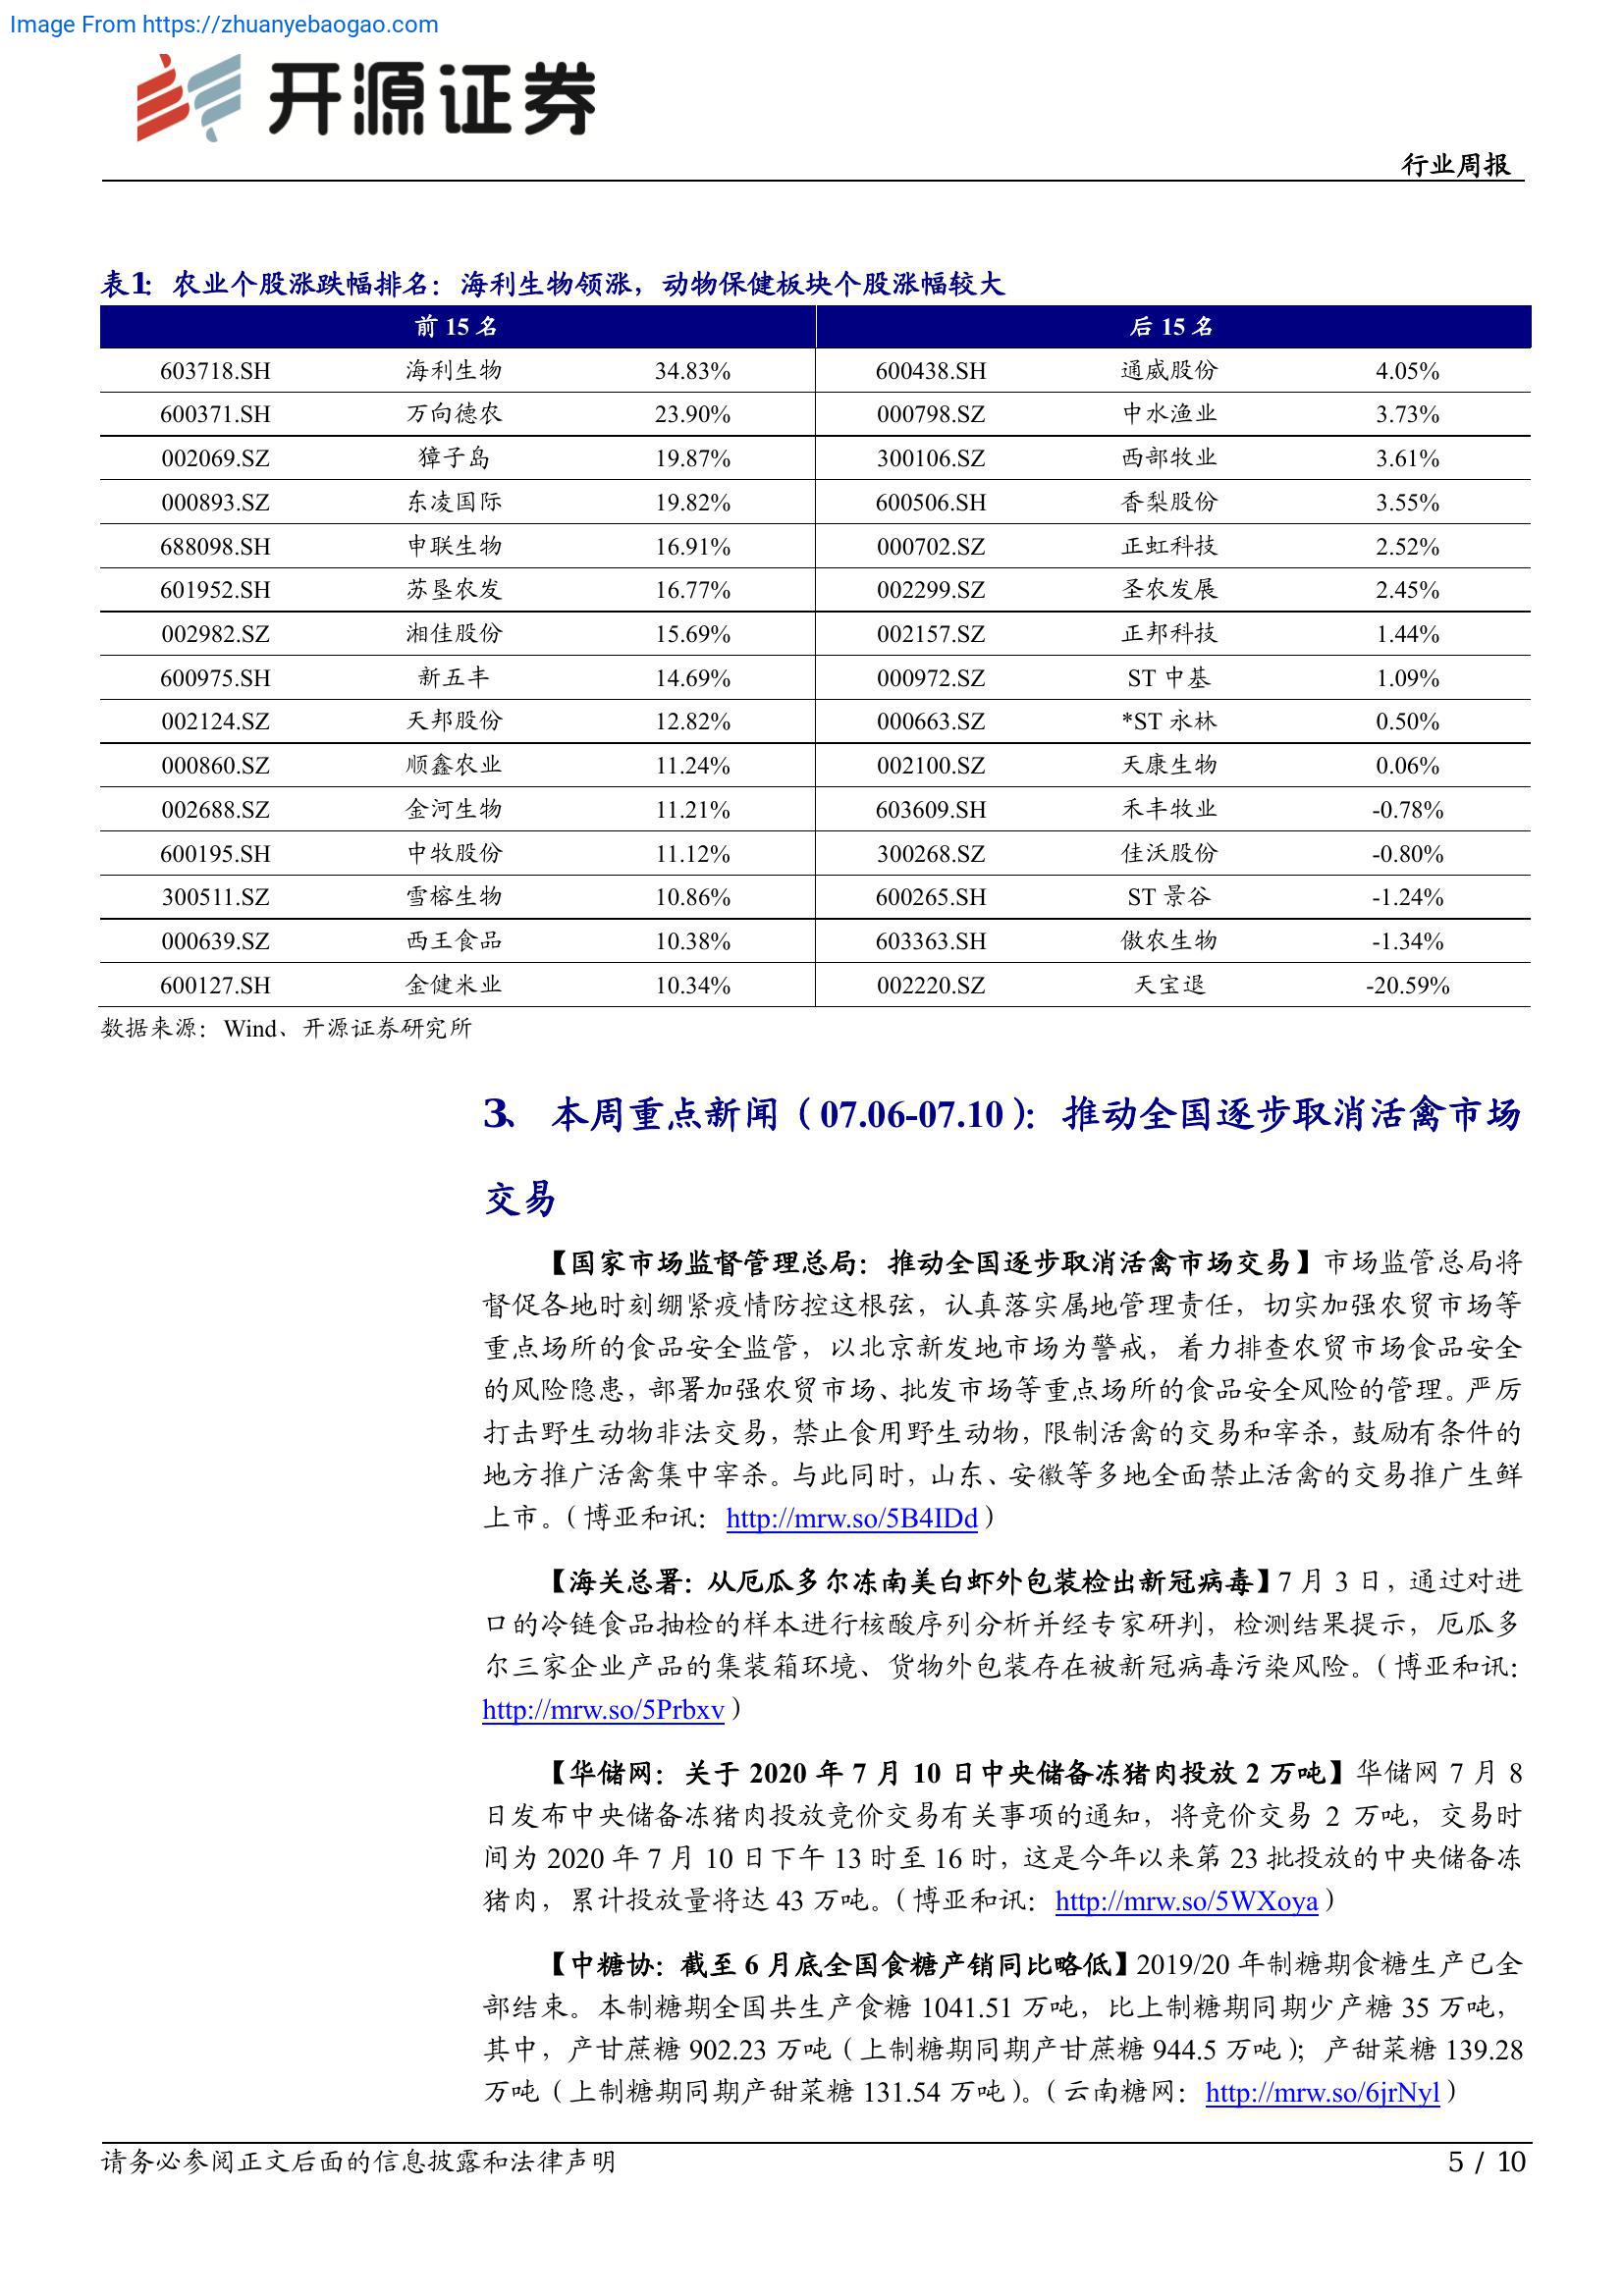 Image From https://zhuanyebaogao.com
开源证券
行业周报
表1：农业个股涨跌幅排名：海利生物领涨，动物保健板块个股涨幅较大
前 15 名 后 15 名
603718.SH 海利生物 34.83% 600438.SH 通威股份 4.05%
600371.SH 万向德农 23.90% 000798.SZ 中水渔业 3.73%
002069.SZ 獐子岛 19.87% 300106.SZ 西部牧业 3.61%
000893.SZ 东凌国际 19.82% 600506.SH 香梨股份 3.55%
688098.SH 申联生物 16.91% 000702.SZ 正虹科技 2.52%
601952.SH 苏垦农发 16.77% 002299.SZ 圣农发展 2.45%
002982.SZ 湘佳股份 15.69% 002157.SZ 正邦科技 1.44%
600975.SH 新五丰 14.69% 000972.SZ ST 中基 1.09%
002124.SZ 天邦股份 12.82% 000663.SZ *ST 永林 0.50%
000860.SZ 顺鑫农业 11.24% 002100.SZ 天康生物 0.06%
002688.SZ 金河生物 11.21% 603609.SH 禾丰牧业 -0.78%
600195.SH 中牧股份 11.12% 300268.SZ 佳沃股份 -0.80%
300511.SZ 雪榕生物 10.86% 600265.SH ST 景谷 -1.24%
000639.SZ 西王食品 10.38% 603363.SH 傲农生物 -1.34%
600127.SH 金健米业 10.34% 002220.SZ 天宝退 -20.59%
数据来源：Wind、开源证券研究所
3、 本周重点新闻（07.06-07.10）：推动全国逐步取消活禽市场
交易
【国家市场监督管理总局：推动全国逐步取消活禽市场交易】市场监管总局将
督促各地时刻绷紧疫情防控这根弦，认真落实属地管理责任，切实加强农贸市场等
重点场所的食品安全监管，以北京新发地市场为警戒，着力排查农贸市场食品安全
的风险隐患，部署加强农贸市场、批发市场等重点场所的食品安全风险的管理。严厉
打击野生动物非法交易，禁止食用野生动物，限制活禽的交易和宰杀，鼓励有条件的
地方推广活禽集中宰杀。与此同时，山东、安徽等多地全面禁止活禽的交易推广生鲜
上市。（博亚和讯：http://mrw.so/5B4IDd）
【海关总署：从厄瓜多尔冻南美白虾外包装检出新冠病毒】7 月 3 日，通过对进
口的冷链食品抽检的样本进行核酸序列分析并经专家研判，检测结果提示，厄瓜多
尔三家企业产品的集装箱环境、货物外包装存在被新冠病毒污染风险。（博亚和讯：
http://mrw.so/5Prbxv）
【华储网：关于 2020 年 7 月 10 日中央储备冻猪肉投放 2 万吨】华储网 7 月 8
日发布中央储备冻猪肉投放竞价交易有关事项的通知，将竞价交易 2 万吨，交易时
间为 2020 年 7 月 10 日下午 13 时至 16 时，这是今年以来第 23 批投放的中央储备冻
猪肉，累计投放量将达 43 万吨。（博亚和讯：http://mrw.so/5WXoya）
【中糖协：截至 6 月底全国食糖产销同比略低】2019/20 年制糖期食糖生产已全
部结束。本制糖期全国共生产食糖 1041.51 万吨，比上制糖期同期少产糖 35 万吨，
其中，产甘蔗糖 902.23 万吨（上制糖期同期产甘蔗糖 944.5 万吨）；产甜菜糖 139.28
万吨（上制糖期同期产甜菜糖 131.54 万吨）。（云南糖网：http://mrw.so/6jrNyl）
请务必参阅正文后面的信息披露和法律声明
5 / 10